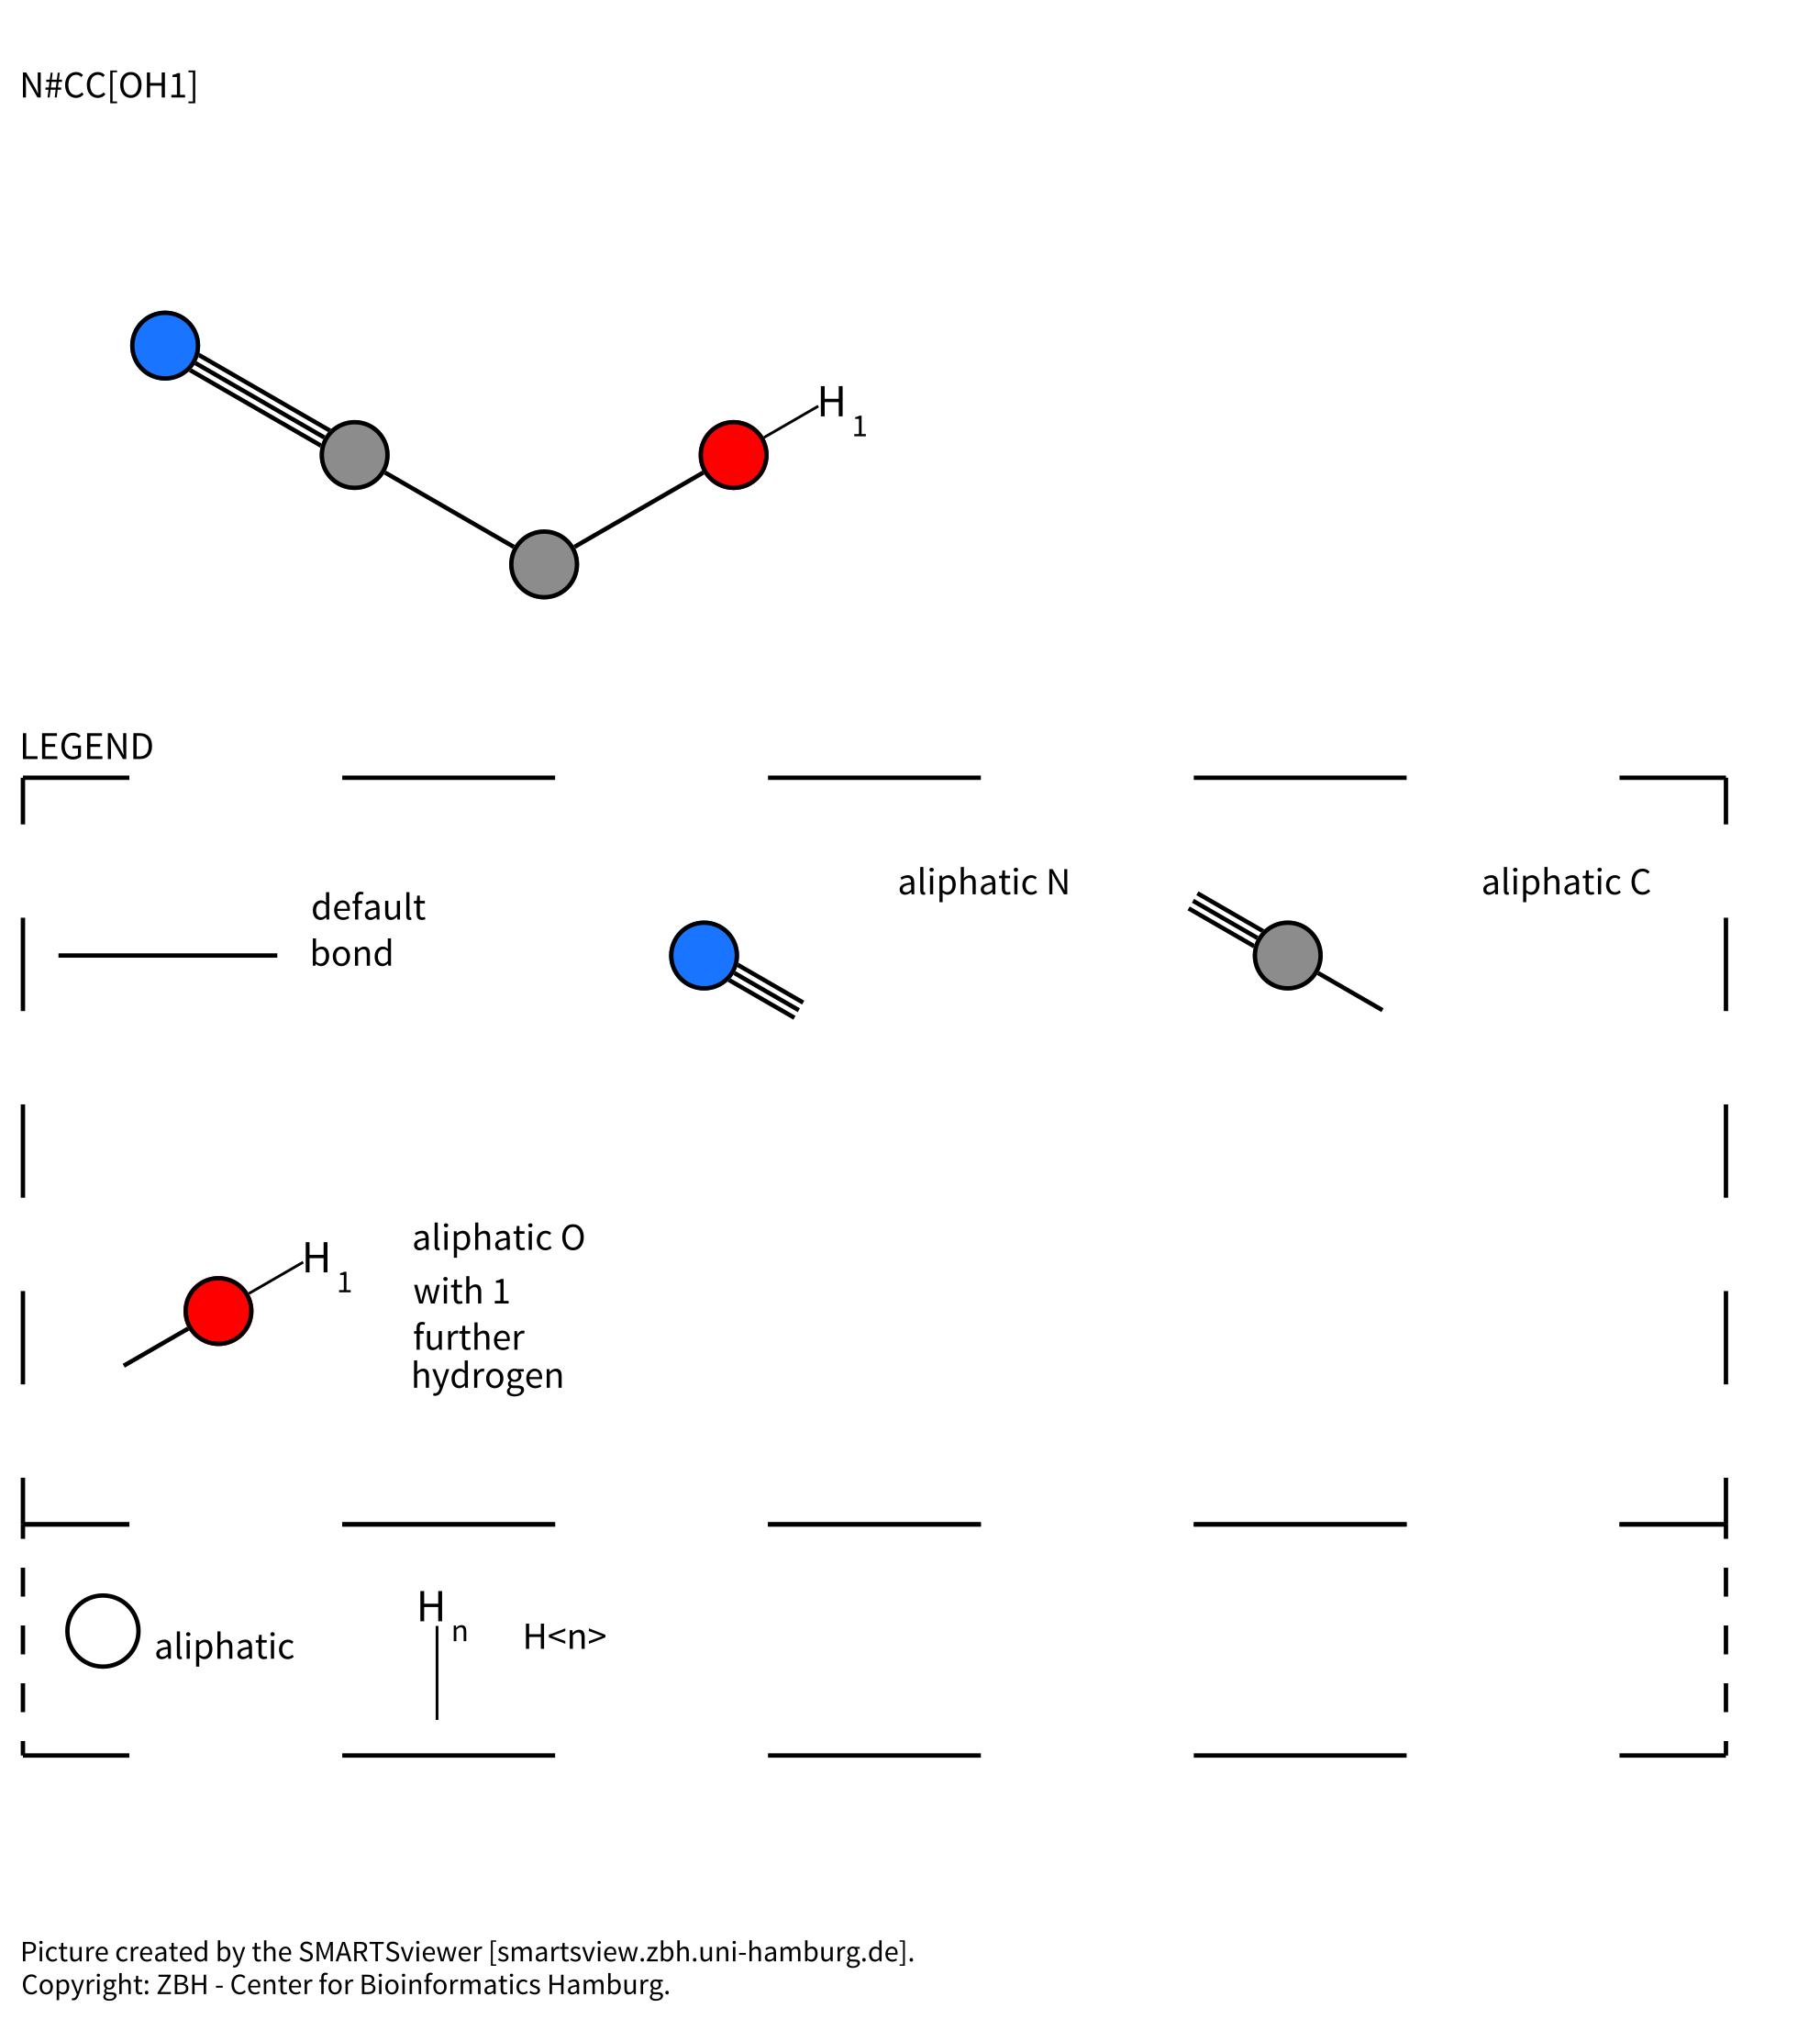 N#CC[OH1]
H 1
LEGEND
default
bond
aliphatic N
aliphatic C
H 1
aliphatic O
with 1
further
hydrogen
aliphatic
H n
H<n>
Picture created by the SMARTSviewer [smartsview.zbh.uni-hamburg.de].
Copyright: ZBH - Center for Bioinformatics Hamburg.